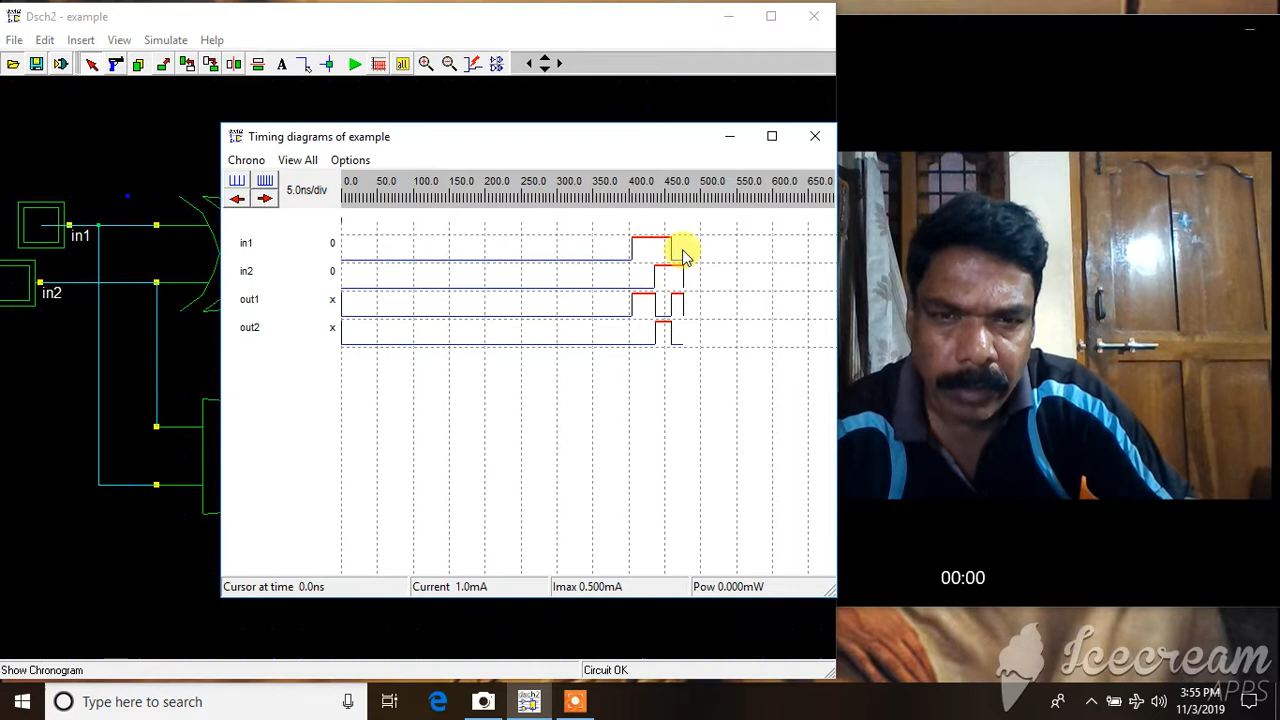 Dsch2 - example
File Edit Insert View Simulate Help
Timing diagrams of example
Chrono View All Options
5.0ns/div
0.0 50.0 100.0 150.0 200.0 250.0 300.0 350.0 400.0 450.0 500.0 550.0 600.0 650.0
in1 0
in2 0
out1 x
out2 x
in1
in2
Cursor at time 0.0ns
Current 1.0mA
Imax 0.500mA
Pow 0.000mW
00:00
Show Chronogram
Circuit OK
Icecream
APPS
Type here to search
dsch2
3:55 PM
11/3/2019